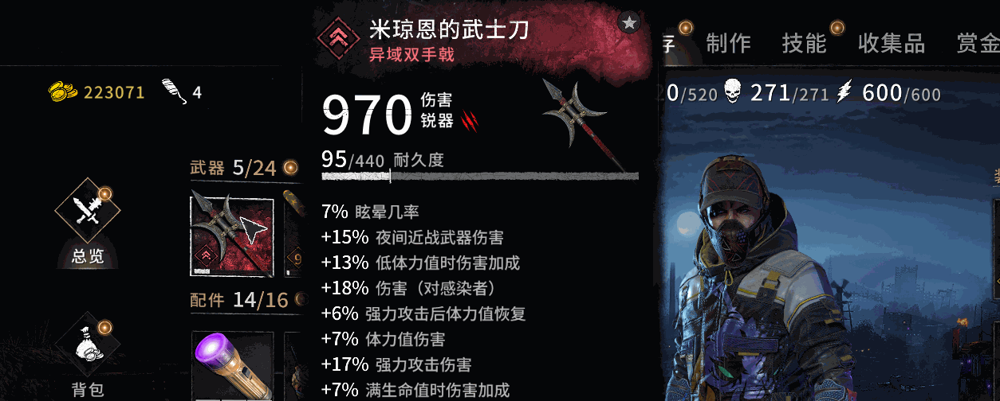 米琼恩的武士刀
异域双手戟
制作 技能 收集品 赏金
223071 4
970 伤害
锐器
0/520 271/271 600/600
95/440 耐久度
武器 5/24
7% 眩晕几率
+15% 夜间近战武器伤害
总览
+13% 低体力值时伤害加成
+18% 伤害（对感染者）
配件 14/16
+6% 强力攻击后体力值恢复
+7% 体力值伤害
+17% 强力攻击伤害
背包
+7% 满生命值时伤害加成